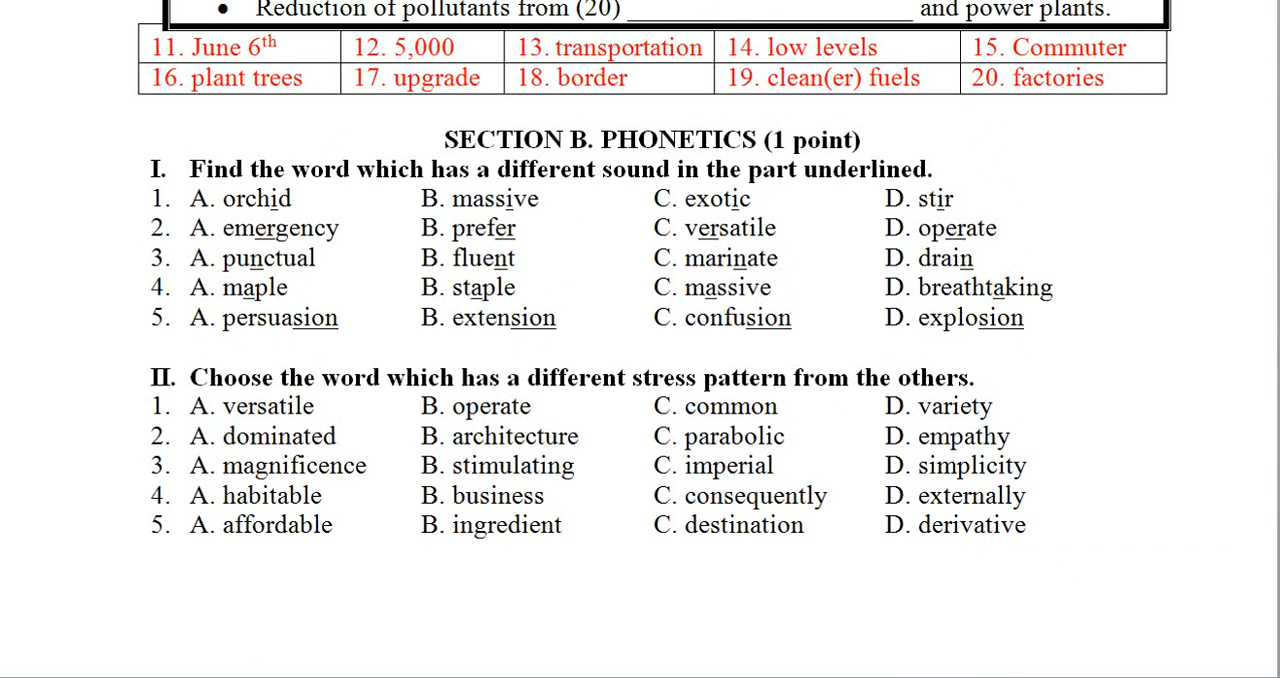 • Reduction of pollutants from (20) ____________________ and power plants.
11. June 6th 12. 5,000 13. transportation 14. low levels 15. Commuter
16. plant trees 17. upgrade 18. border 19. clean(er) fuels 20. factories
SECTION B. PHONETICS (1 point)
I. Find the word which has a different sound in the part underlined.
1. A. orchid B. massive C. exotic D. stir
2. A. emergency B. prefer C. versatile D. operate
3. A. punctual B. fluent C. marinate D. drain
4. A. maple B. staple C. massive D. breathtaking
5. A. persuasion B. extension C. confusion D. explosion
II. Choose the word which has a different stress pattern from the others.
1. A. versatile B. operate C. common D. variety
2. A. dominated B. architecture C. parabolic D. empathy
3. A. magnificence B. stimulating C. imperial D. simplicity
4. A. habitable B. business C. consequently D. externally
5. A. affordable B. ingredient C. destination D. derivative